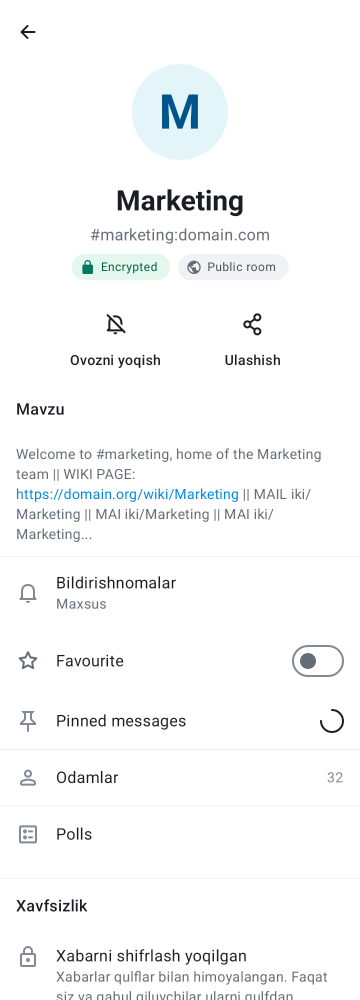 M
Marketing
#marketing:domain.com
Encrypted Public room
Ovozni yoqish Ulashish
Mavzu
Welcome to #marketing, home of the Marketing
team || WIKI PAGE:
https://domain.org/wiki/Marketing || MAIL iki/
Marketing || MAI iki/Marketing || MAI iki/
Marketing...
Bildirishnomalar
Maxsus
Favourite
Pinned messages
Odamlar 32
Polls
Xavfsizlik
Xabarni shifrlash yoqilgan
Xabarlar qulflar bilan himoyalangan. Faqat
siz va qabul qiluvchilar ularni qulfdan